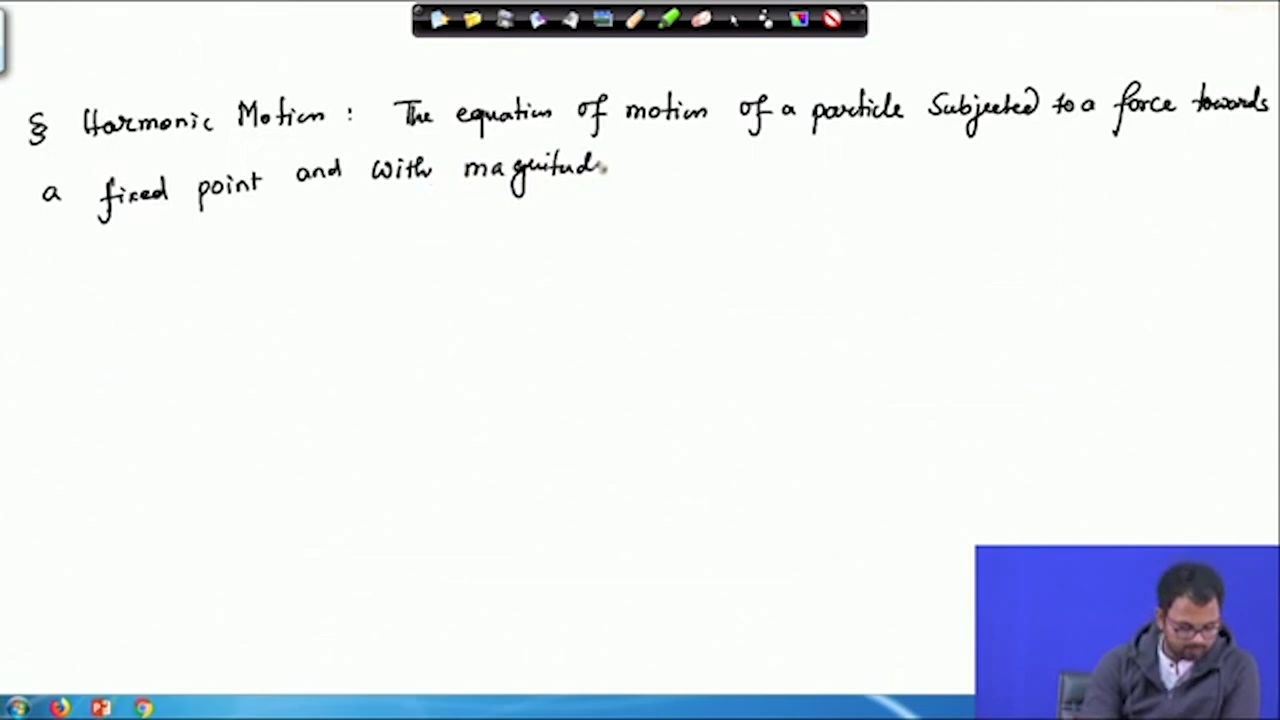 § Harmonic Motion : The equation of motion of a particle Subjected to a force towards
a fixed point and with magnitude